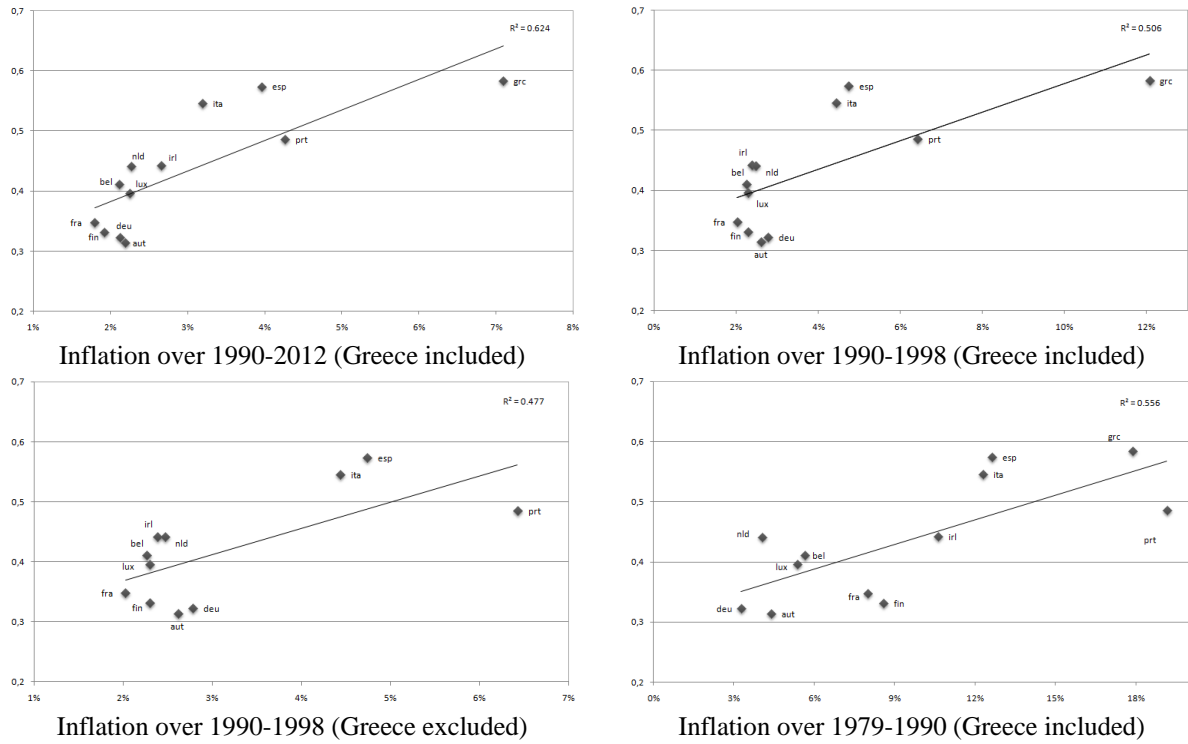 0,7
R² = 0.624
0,6
grc
esp
ita
0,5
prt
nld
irl
0,4
bel
lux
fra
deu
fin
aut
0,3
0,2
1%
2%
3%
4%
5%
6%
7%
8%
Inflation over 1990-2012 (Greece included)
0,7
R² = 0.506
0,6
grc
esp
ita
0,5
prt
irl
nld
bel
0,4
lux
fra
fin
deu
aut
0,3
0,2
0%
2%
4%
6%
8%
10%
12%
Inflation over 1990-1998 (Greece included)
0,7
R² = 0.477
0,6
esp
ita
0,5
prt
irl
nld
bel
0,4
lux
fra
fin
deu
aut
0,3
0,2
1%
2%
3%
4%
5%
6%
7%
Inflation over 1990-1998 (Greece excluded)
0,7
R² = 0.556
grc
0,6
esp
ita
0,5
prt
nld
irl
bel
0,4
lux
fra
fin
deu
aut
0,3
0,2
0%
3%
6%
9%
12%
15%
18%
Inflation over 1979-1990 (Greece included)